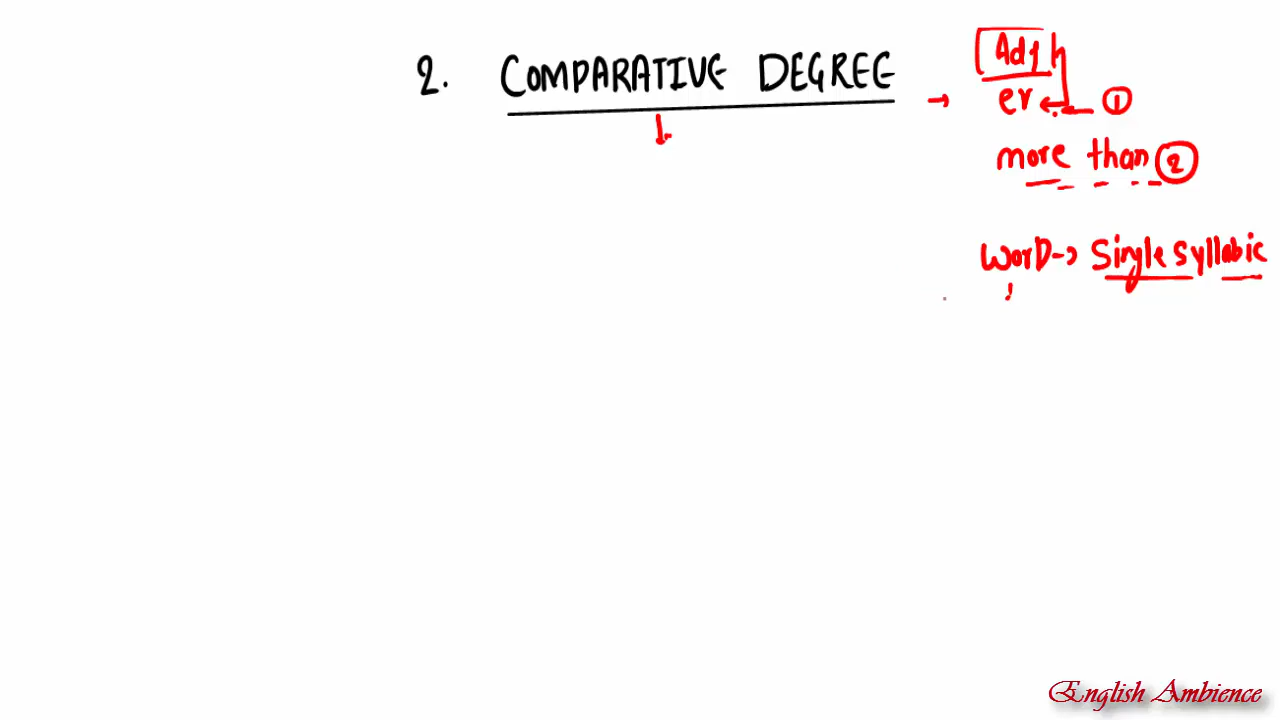 2. COMPARATIVE DEGREE
Adj
er ①
more than ②
WorD → Single Syllabic
English Ambience